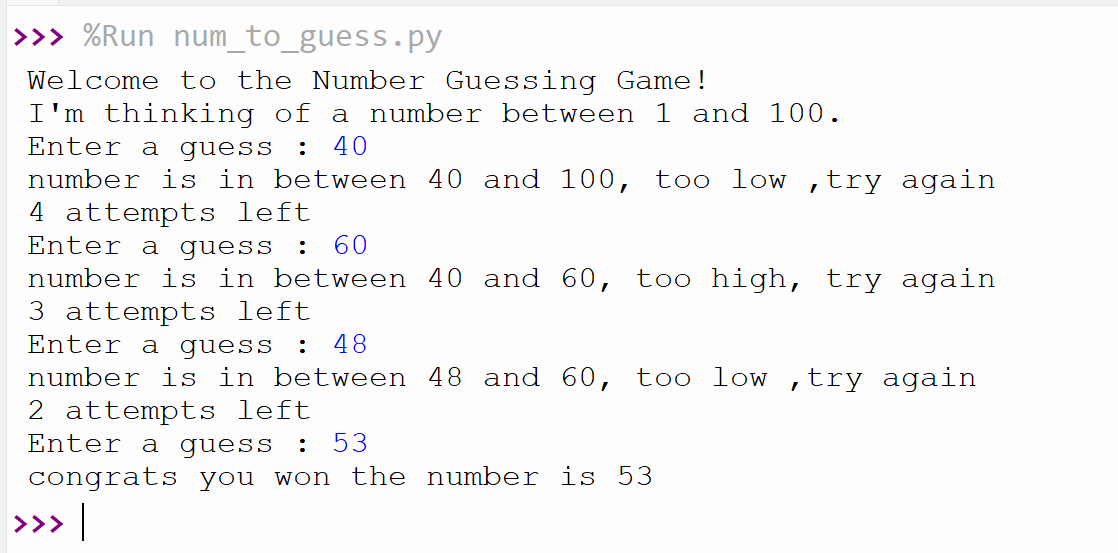 >>> %Run num_to_guess.py
Welcome to the Number Guessing Game!
I'm thinking of a number between 1 and 100.
Enter a guess : 40
number is in between 40 and 100, too low ,try again
4 attempts left
Enter a guess : 60
number is in between 40 and 60, too high, try again
3 attempts left
Enter a guess : 48
number is in between 48 and 60, too low ,try again
2 attempts left
Enter a guess : 53
congrats you won the number is 53
>>>